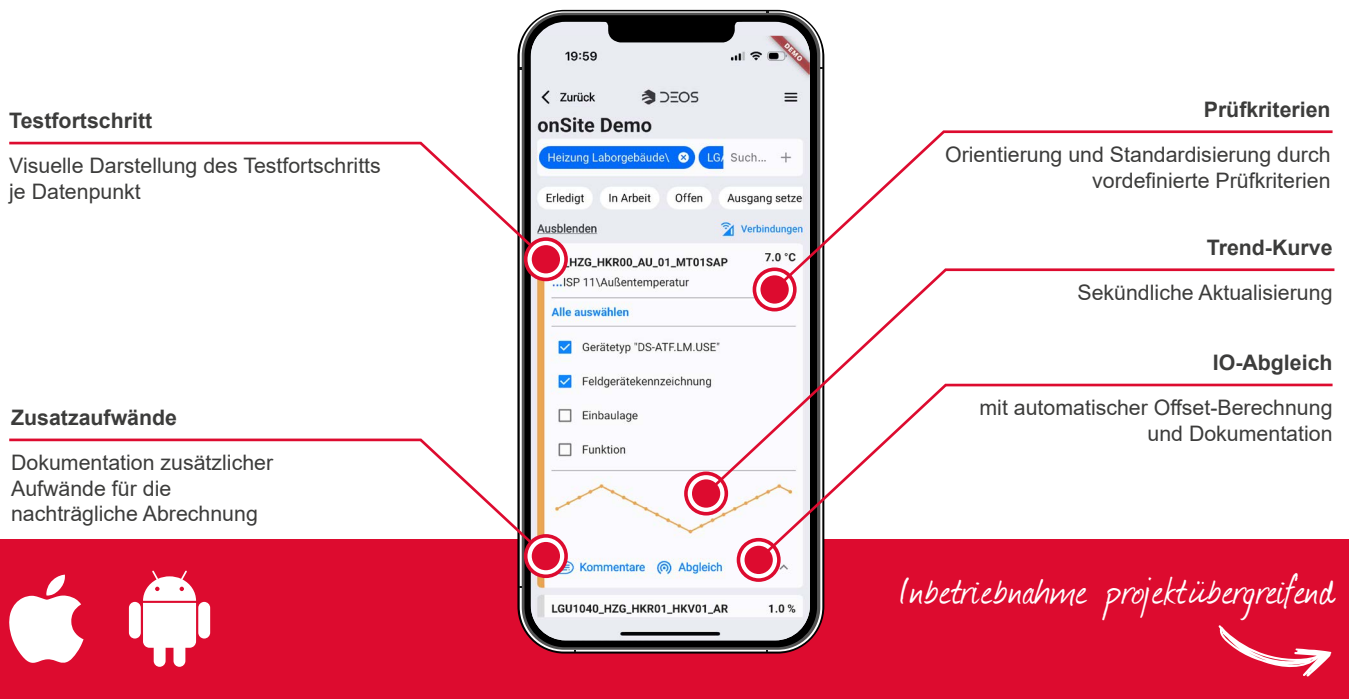 Testfortschritt
Visuelle Darstellung des Testfortschritts
je Datenpunkt
Zusatzaufwände
Dokumentation zusätzlicher
Aufwände für die
nachträgliche Abrechnung
19:59
DEMO
Zurück
DEOS
onSite Demo
Heizung Laborgebäude\
Such...
Erledigt
In Arbeit
Offen
Ausgang setze
Ausblenden
Verbindungen
_HZG_HKR00_AU_01_MT01SAP
7.0 °C
...ISP 11\Außentemperatur
Alle auswählen
Gerätetyp "DS-ATF.LM.USE"
Feldgerätekennzeichnung
Einbaulage
Funktion
Kommentare
Abgleich
LGU1040_HZG_HKR01_HKV01_AR
1.0 %
Prüfkriterien
Orientierung und Standardisierung durch
vordefinierte Prüfkriterien
Trend-Kurve
Sekündliche Aktualisierung
IO-Abgleich
mit automatischer Offset-Berechnung
und Dokumentation
Inbetriebnahme projektübergreifend